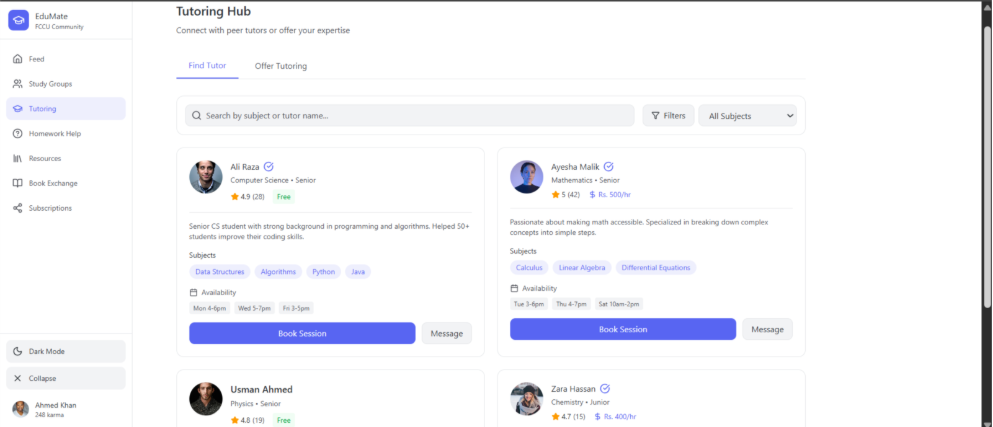 EduMate
FCCU Community
Feed
Study Groups
Tutoring
Homework Help
Resources
Book Exchange
Subscriptions
Dark Mode
Collapse
Ahmed Khan
248 karma
Tutoring Hub
Connect with peer tutors or offer your expertise
Find Tutor
Offer Tutoring
Search by subject or tutor name...
Filters
All Subjects
Ali Raza
Computer Science • Senior
4.9 (28) Free
Senior CS student with strong background in programming and algorithms. Helped 50+
students improve their coding skills.
Subjects
Data Structures Algorithms Python Java
Availability
Mon 4-6pm Wed 5-7pm Fri 3-5pm
Book Session Message
Ayesha Malik
Mathematics • Senior
5 (42) $ Rs. 500/hr
Passionate about making math accessible. Specialized in breaking down complex
concepts into simple steps.
Subjects
Calculus Linear Algebra Differential Equations
Availability
Tue 3-6pm Thu 4-7pm Sat 10am-2pm
Book Session Message
Usman Ahmed
Physics • Senior
4.8 (19) Free
Zara Hassan
Chemistry • Junior
4.7 (15) $ Rs. 400/hr